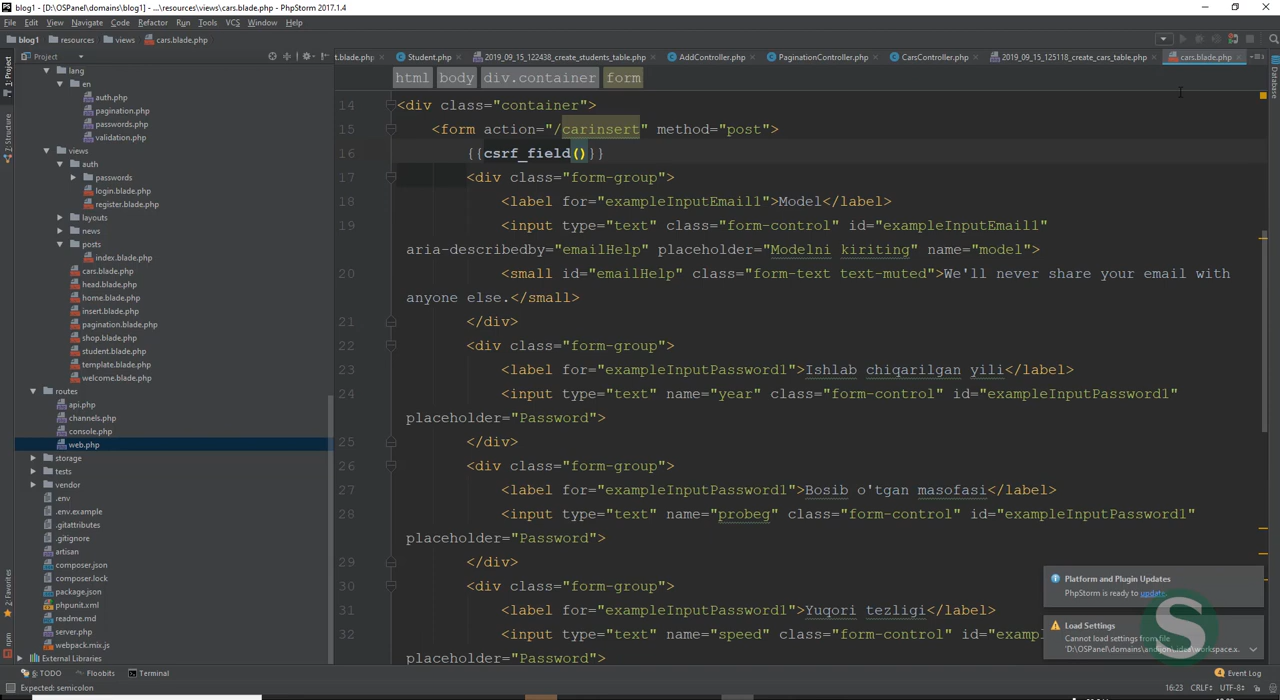 blog1 - [D:\OSPanel\domains\blog1] - ...\resources\views\cars.blade.php - PhpStorm 2017.1.4
File Edit View Navigate Code Refactor Run Tools VCS Window Help
blog1 resources views cars.blade.php
Project
t.blade.php Student.php 2019_09_15_122438_create_students_table.php AddController.php PaginationController.php CarsController.php 2019_09_15_125118_create_cars_table.php cars.blade.php
html body div.container form
1: Project
7: Structure
2: Favorites
npm
Database
lang
en
auth.php
pagination.php
passwords.php
validation.php
views
auth
passwords
login.blade.php
register.blade.php
layouts
news
posts
index.blade.php
cars.blade.php
head.blade.php
home.blade.php
insert.blade.php
pagination.blade.php
shop.blade.php
student.blade.php
template.blade.php
welcome.blade.php
routes
api.php
channels.php
console.php
web.php
storage
tests
vendor
.env
.env.example
.gitattributes
.gitignore
artisan
composer.json
composer.lock
package.json
phpunit.xml
readme.md
server.php
webpack.mix.js
External Libraries
14 <div class="container">
15 <form action="/carinsert" method="post">
16 {{csrf_field()}}
17 <div class="form-group">
18 <label for="exampleInputEmail1">Model</label>
19 <input type="text" class="form-control" id="exampleInputEmail1"
aria-describedby="emailHelp" placeholder="Modelni kiriting" name="model">
20 <small id="emailHelp" class="form-text text-muted">We'll never share your email with
anyone else.</small>
21 </div>
22 <div class="form-group">
23 <label for="exampleInputPassword1">Ishlab chiqarilgan yili</label>
24 <input type="text" name="year" class="form-control" id="exampleInputPassword1"
placeholder="Password">
25 </div>
26 <div class="form-group">
27 <label for="exampleInputPassword1">Bosib o'tgan masofasi</label>
28 <input type="text" name="probeg" class="form-control" id="exampleInputPassword1"
placeholder="Password">
29 </div>
30 <div class="form-group">
31 <label for="exampleInputPassword1">Yuqori tezligi</label>
32 <input type="text" name="speed" class="form-control" id="exam
placeholder="Password">
Platform and Plugin Updates
PhpStorm is ready to update.
Load Settings
Cannot load settings from file
'D:\OSPanel\domains\andijon\.idea\workspace.x
S
6: TODO Floobits Terminal Event Log
Expected: semicolon 16:23 CRLF UTF-8